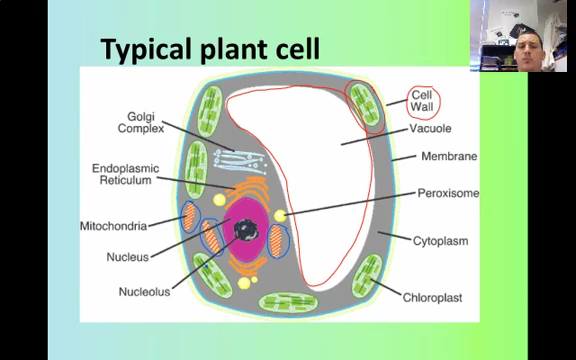 Typical plant cell
Golgi
Complex
Endoplasmic
Reticulum
Mitochondria
Nucleus
Nucleolus
Cell
Wall
Vacuole
Membrane
Peroxisome
Cytoplasm
Chloroplast